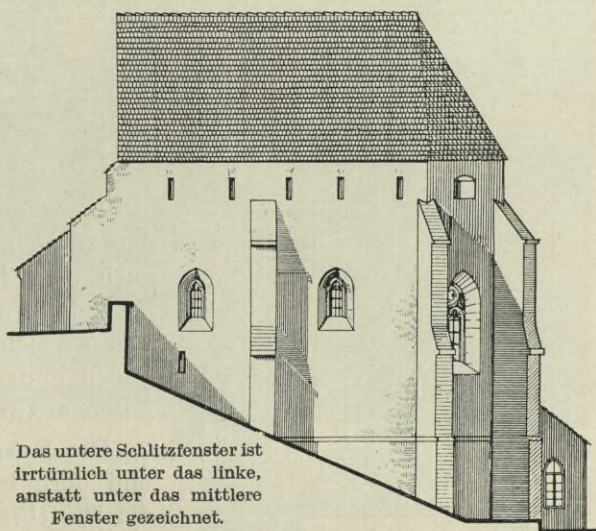 Das untere Schlitzfenster ist
irrtümlich unter das linke,
anstatt unter das mittlere
Fenster gezeichnet.